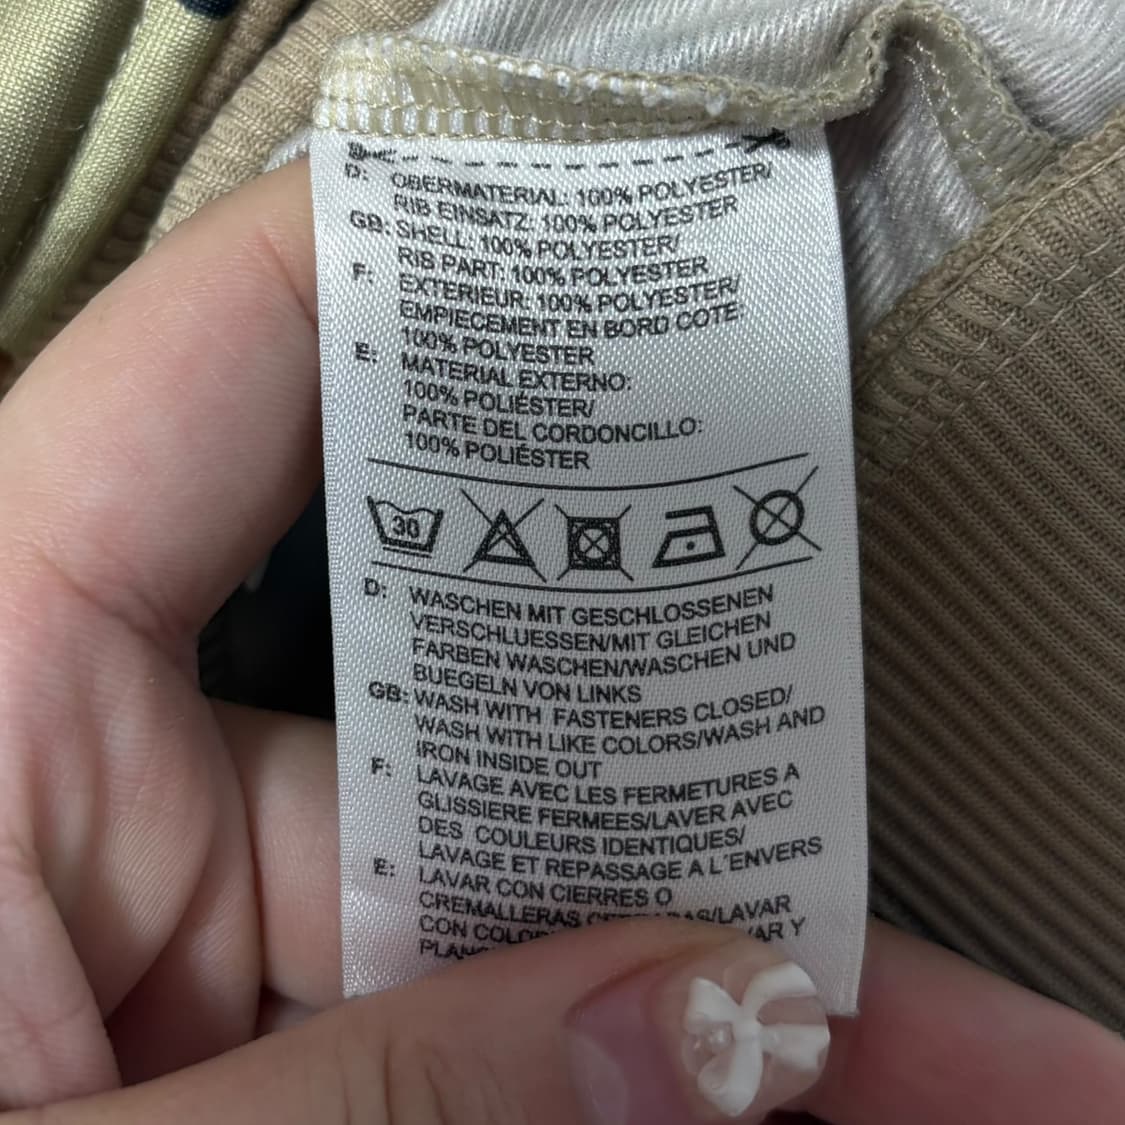 D: OBERMATERIAL: 100% POLYESTER/
RIB EINSATZ: 100% POLYESTER
GB: SHELL: 100% POLYESTER/
RIB PART: 100% POLYESTER
F: EXTERIEUR: 100% POLYESTER/
EMPIECEMENT EN BORD COTE:
100% POLYESTER
E: MATERIAL EXTERNO:
100% POLIÉSTER/
PARTE DEL CORDONCILLO:
100% POLIÉSTER
30
D: WASCHEN MIT GESCHLOSSENEN
VERSCHLUESSEN/MIT GLEICHEN
FARBEN WASCHEN/WASCHEN UND
BUEGELN VON LINKS
GB: WASH WITH FASTENERS CLOSED/
WASH WITH LIKE COLORS/WASH AND
IRON INSIDE OUT
F: LAVAGE AVEC LES FERMETURES A
GLISSIERE FERMEES/LAVER AVEC
DES COULEURS IDENTIQUES/
LAVAGE ET REPASSAGE A L'ENVERS
E: LAVAR CON CIERRES O
CREMALLERAS /LAVAR
CON Y